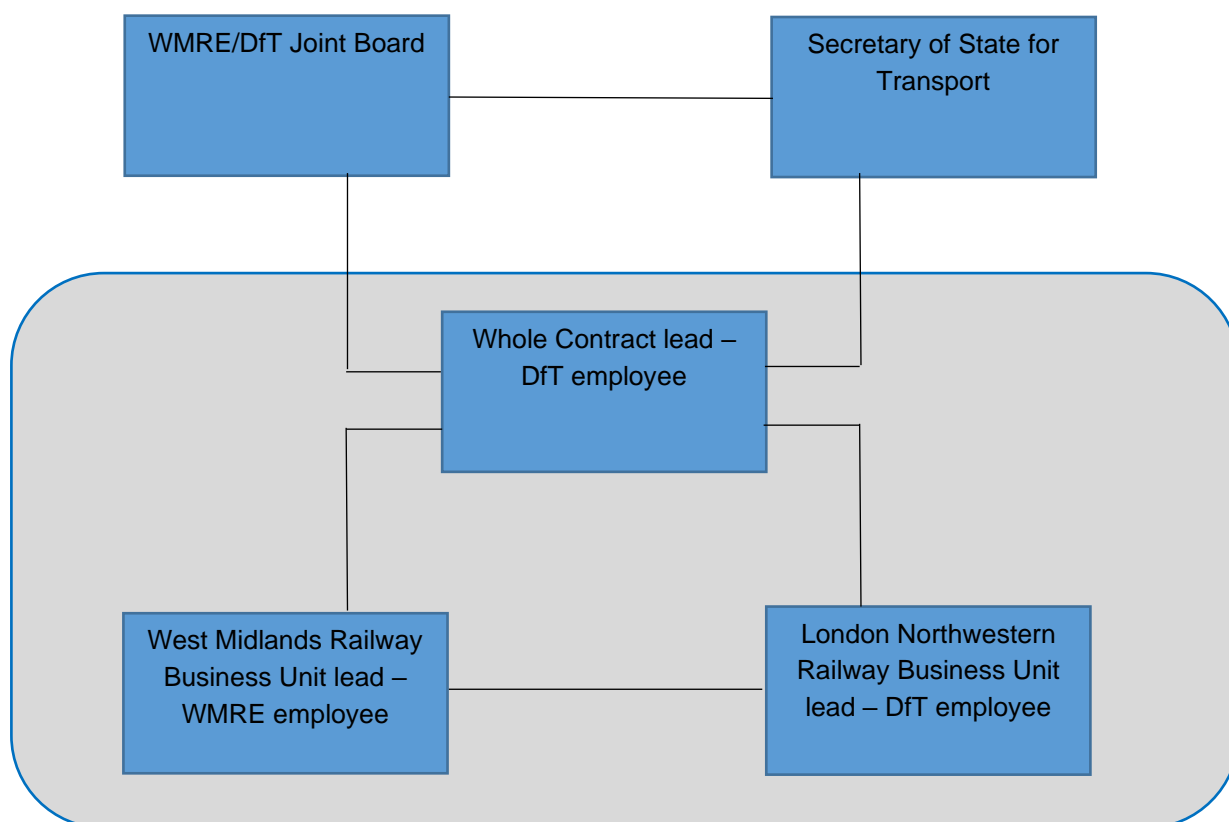 WMRE/DfT Joint Board
Secretary of State for
Transport
Whole Contract lead –
DfT employee
West Midlands Railway
Business Unit lead –
WMRE employee
London Northwestern
Railway Business Unit
lead – DfT employee